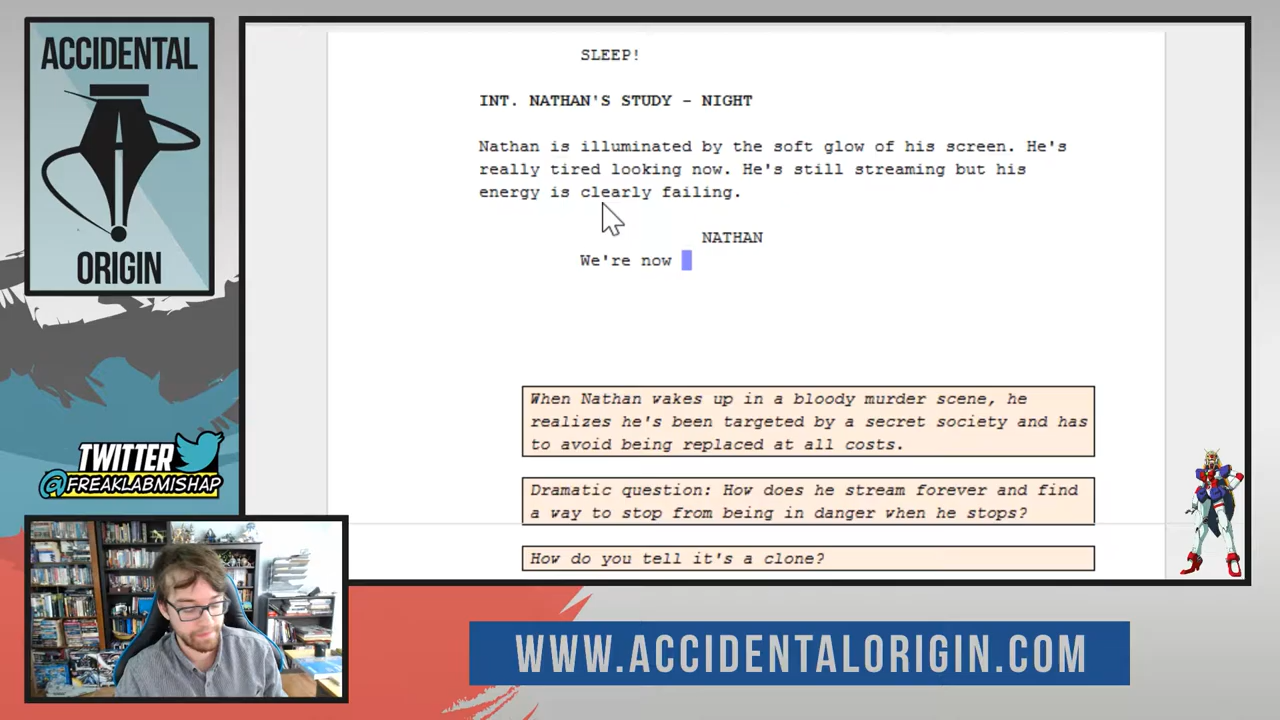 ACCIDENTAL
ORIGIN
SLEEP!
INT. NATHAN'S STUDY - NIGHT
Nathan is illuminated by the soft glow of his screen. He's
really tired looking now. He's still streaming but his
energy is clearly failing.
NATHAN
We're now
When Nathan wakes up in a bloody murder scene, he
realizes he's been targeted by a secret society and has
to avoid being replaced at all costs.
Dramatic question: How does he stream forever and find
a way to stop from being in danger when he stops?
How do you tell it's a clone?
TWITTER
@FREAKLABMISHAP
WWW.ACCIDENTALORIGIN.COM